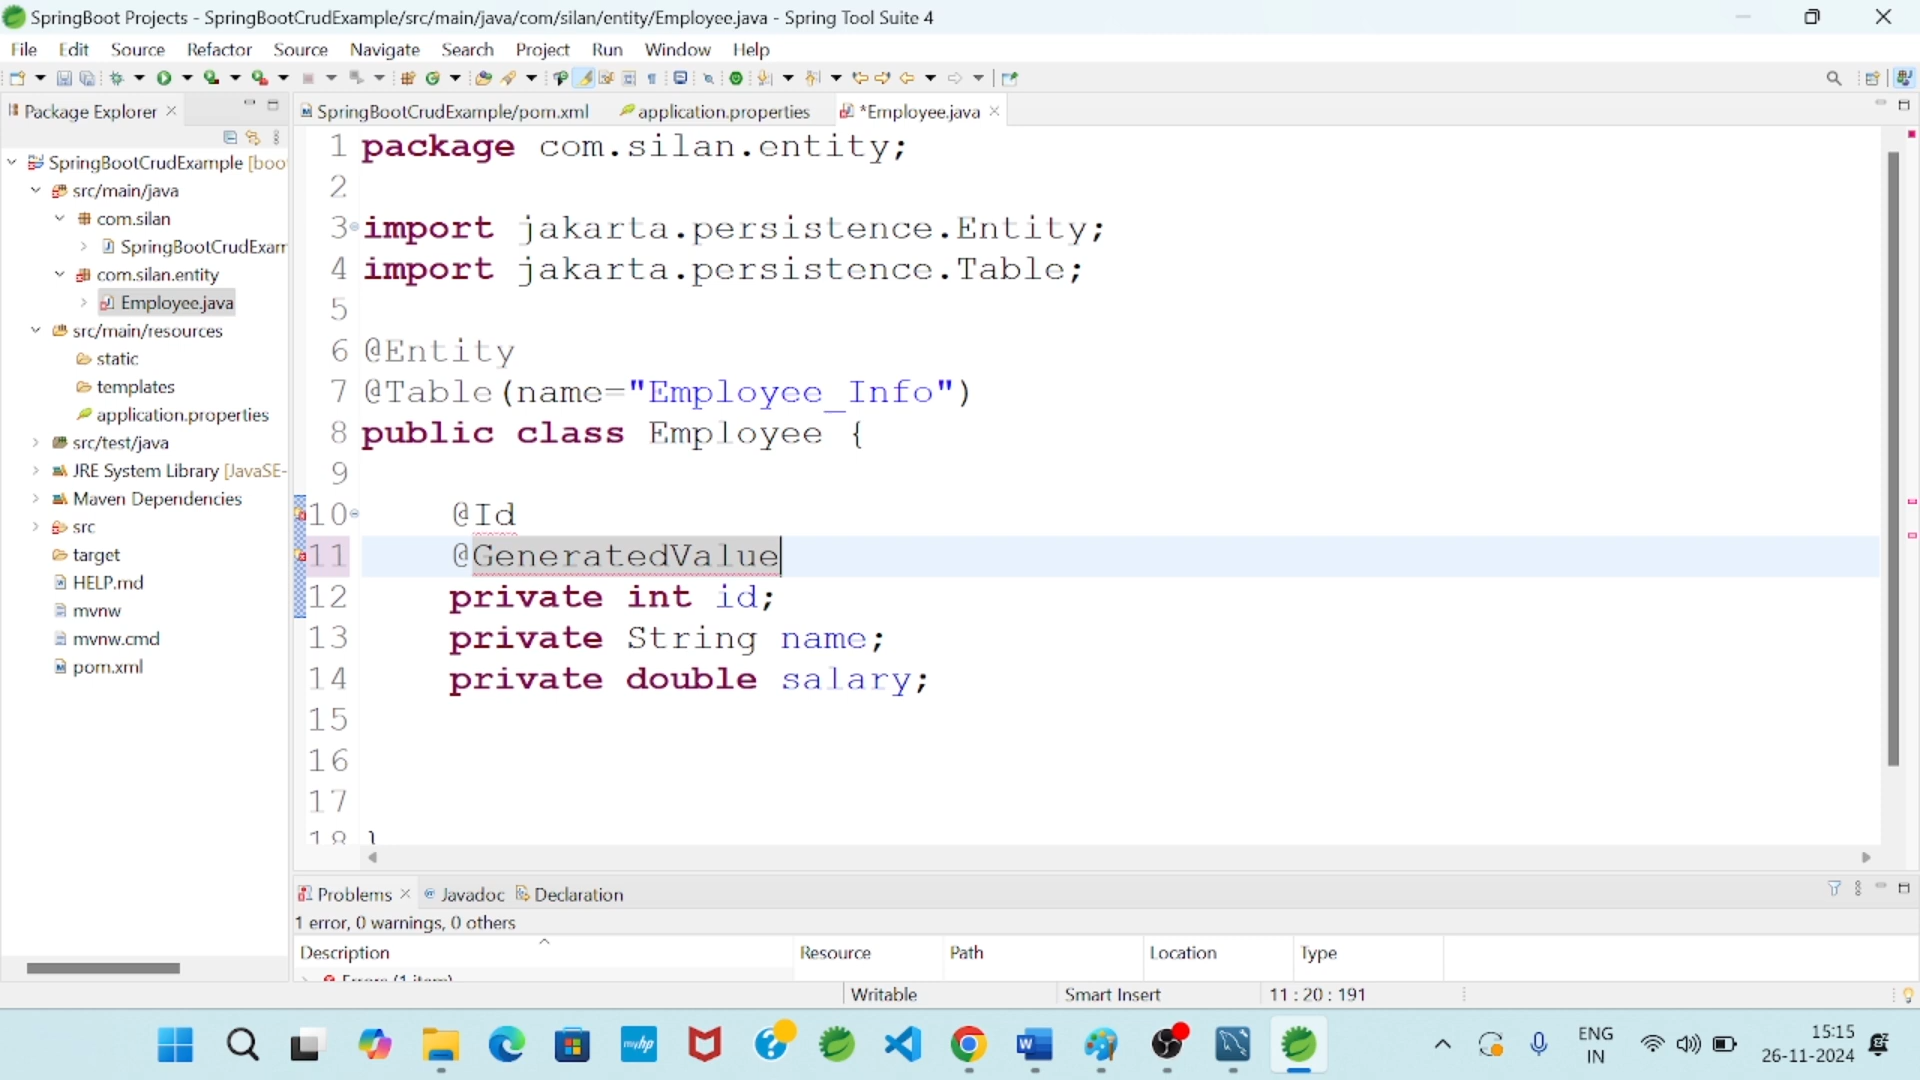 SpringBoot Projects - SpringBootCrudExample/src/main/java/com/silan/entity/Employee.java - Spring Tool Suite 4
File Edit Source Refactor Source Navigate Search Project Run Window Help
Package Explorer
SpringBootCrudExample/pom.xml
application.properties
*Employee.java
SpringBootCrudExample [boo
src/main/java
com.silan
SpringBootCrudExam
com.silan.entity
Employee.java
src/main/resources
static
templates
application.properties
src/test/java
JRE System Library [JavaSE-
Maven Dependencies
src
target
HELP.md
mvnw
mvnw.cmd
pom.xml
1 package com.silan.entity;
2
3 import jakarta.persistence.Entity;
4 import jakarta.persistence.Table;
5
6 @Entity
7 @Table(name="Employee_Info")
8 public class Employee {
9
10 @Id
11 @GeneratedValue
12 private int id;
13 private String name;
14 private double salary;
15
16
17
18 }
Problems Javadoc Declaration
1 error, 0 warnings, 0 others
Description Resource Path Location Type
Errors (1 item)
Writable Smart Insert 11 : 20 : 191
myhp
W
ENG
IN
15:15
26-11-2024